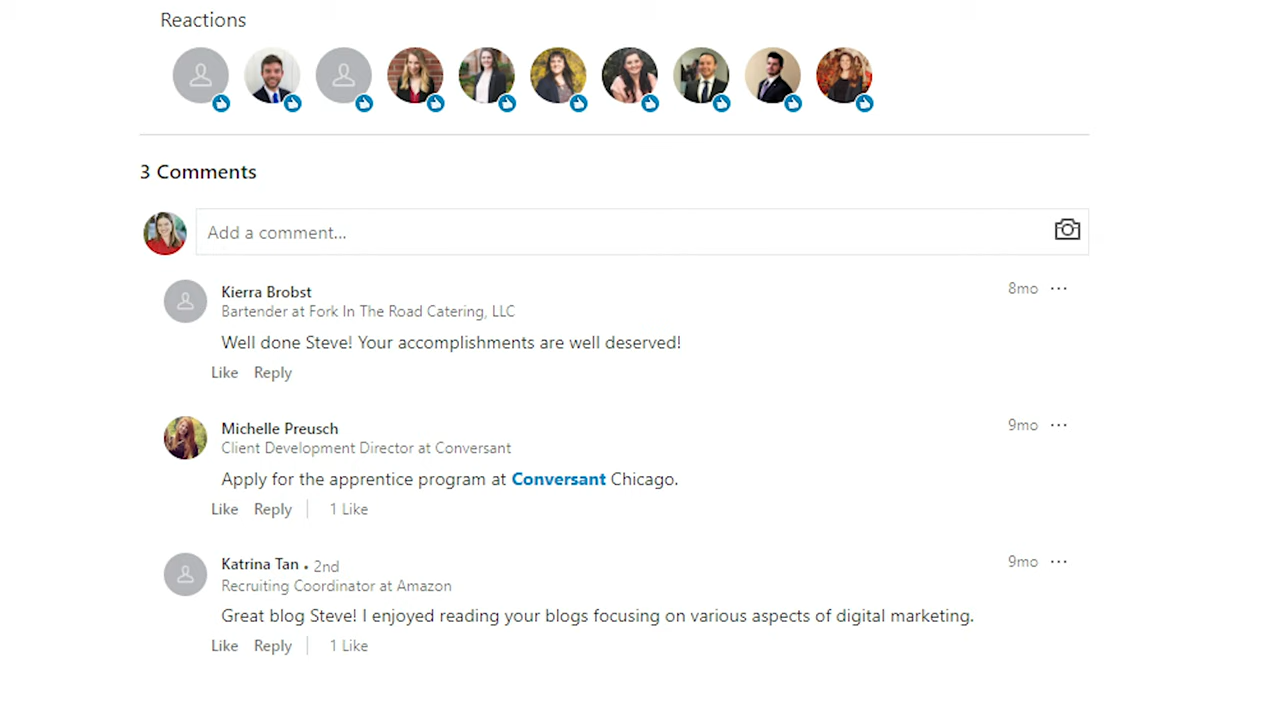 Reactions
3 Comments
Add a comment...
Kierra Brobst
8mo ...
Bartender at Fork In The Road Catering, LLC
Well done Steve! Your accomplishments are well deserved!
Like Reply
Michelle Preusch
9mo ...
Client Development Director at Conversant
Apply for the apprentice program at Conversant Chicago.
Like Reply | 1 Like
Katrina Tan • 2nd
9mo ...
Recruiting Coordinator at Amazon
Great blog Steve! I enjoyed reading your blogs focusing on various aspects of digital marketing.
Like Reply | 1 Like